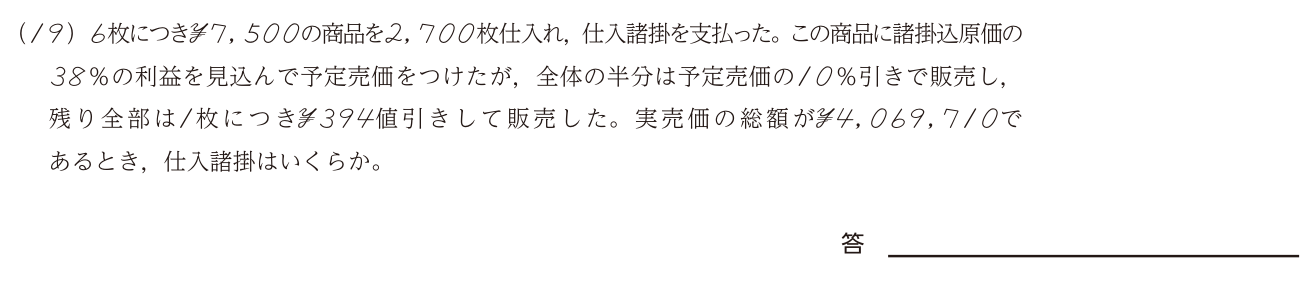 (19) 6枚につき¥7,500の商品を2,700枚仕入れ，仕入諸掛を支払った。この商品に諸掛込原価の
38％の利益を見込んで予定売価をつけたが，全体の半分は予定売価の10％引きで販売し，
残り全部は1枚につき¥394値引きして販売した。実売価の総額が¥4,069,710で
あるとき，仕入諸掛はいくらか。
答